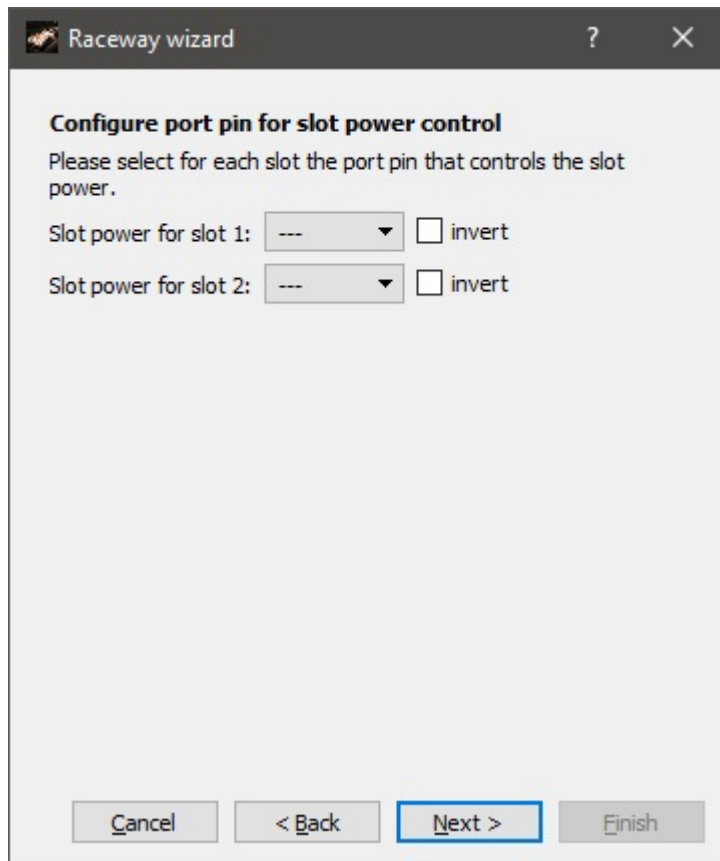 Raceway wizard ?
Configure port pin for slot power control
Please select for each slot the port pin that controls the slot
power.
Slot power for slot 1: --- invert
Slot power for slot 2: --- invert
Cancel < Back Next > Finish